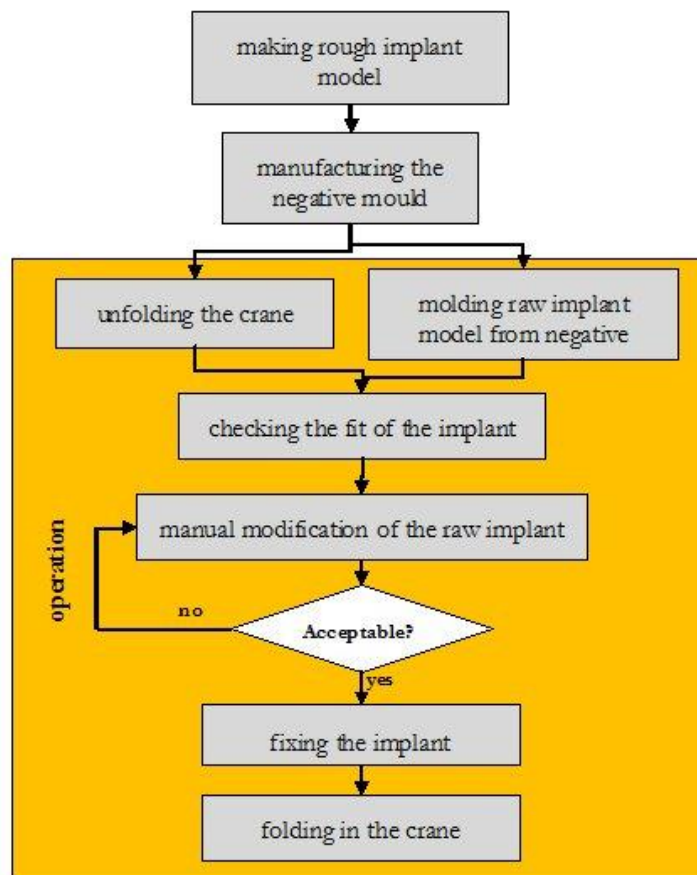 making rough implant
model
manufacturing the
negative mould
unfolding the crane
molding raw implant
model from negative
checking the fit of the implant
manual modification of the raw implant
operation
no
Acceptable?
yes
fixing the implant
folding in the crane